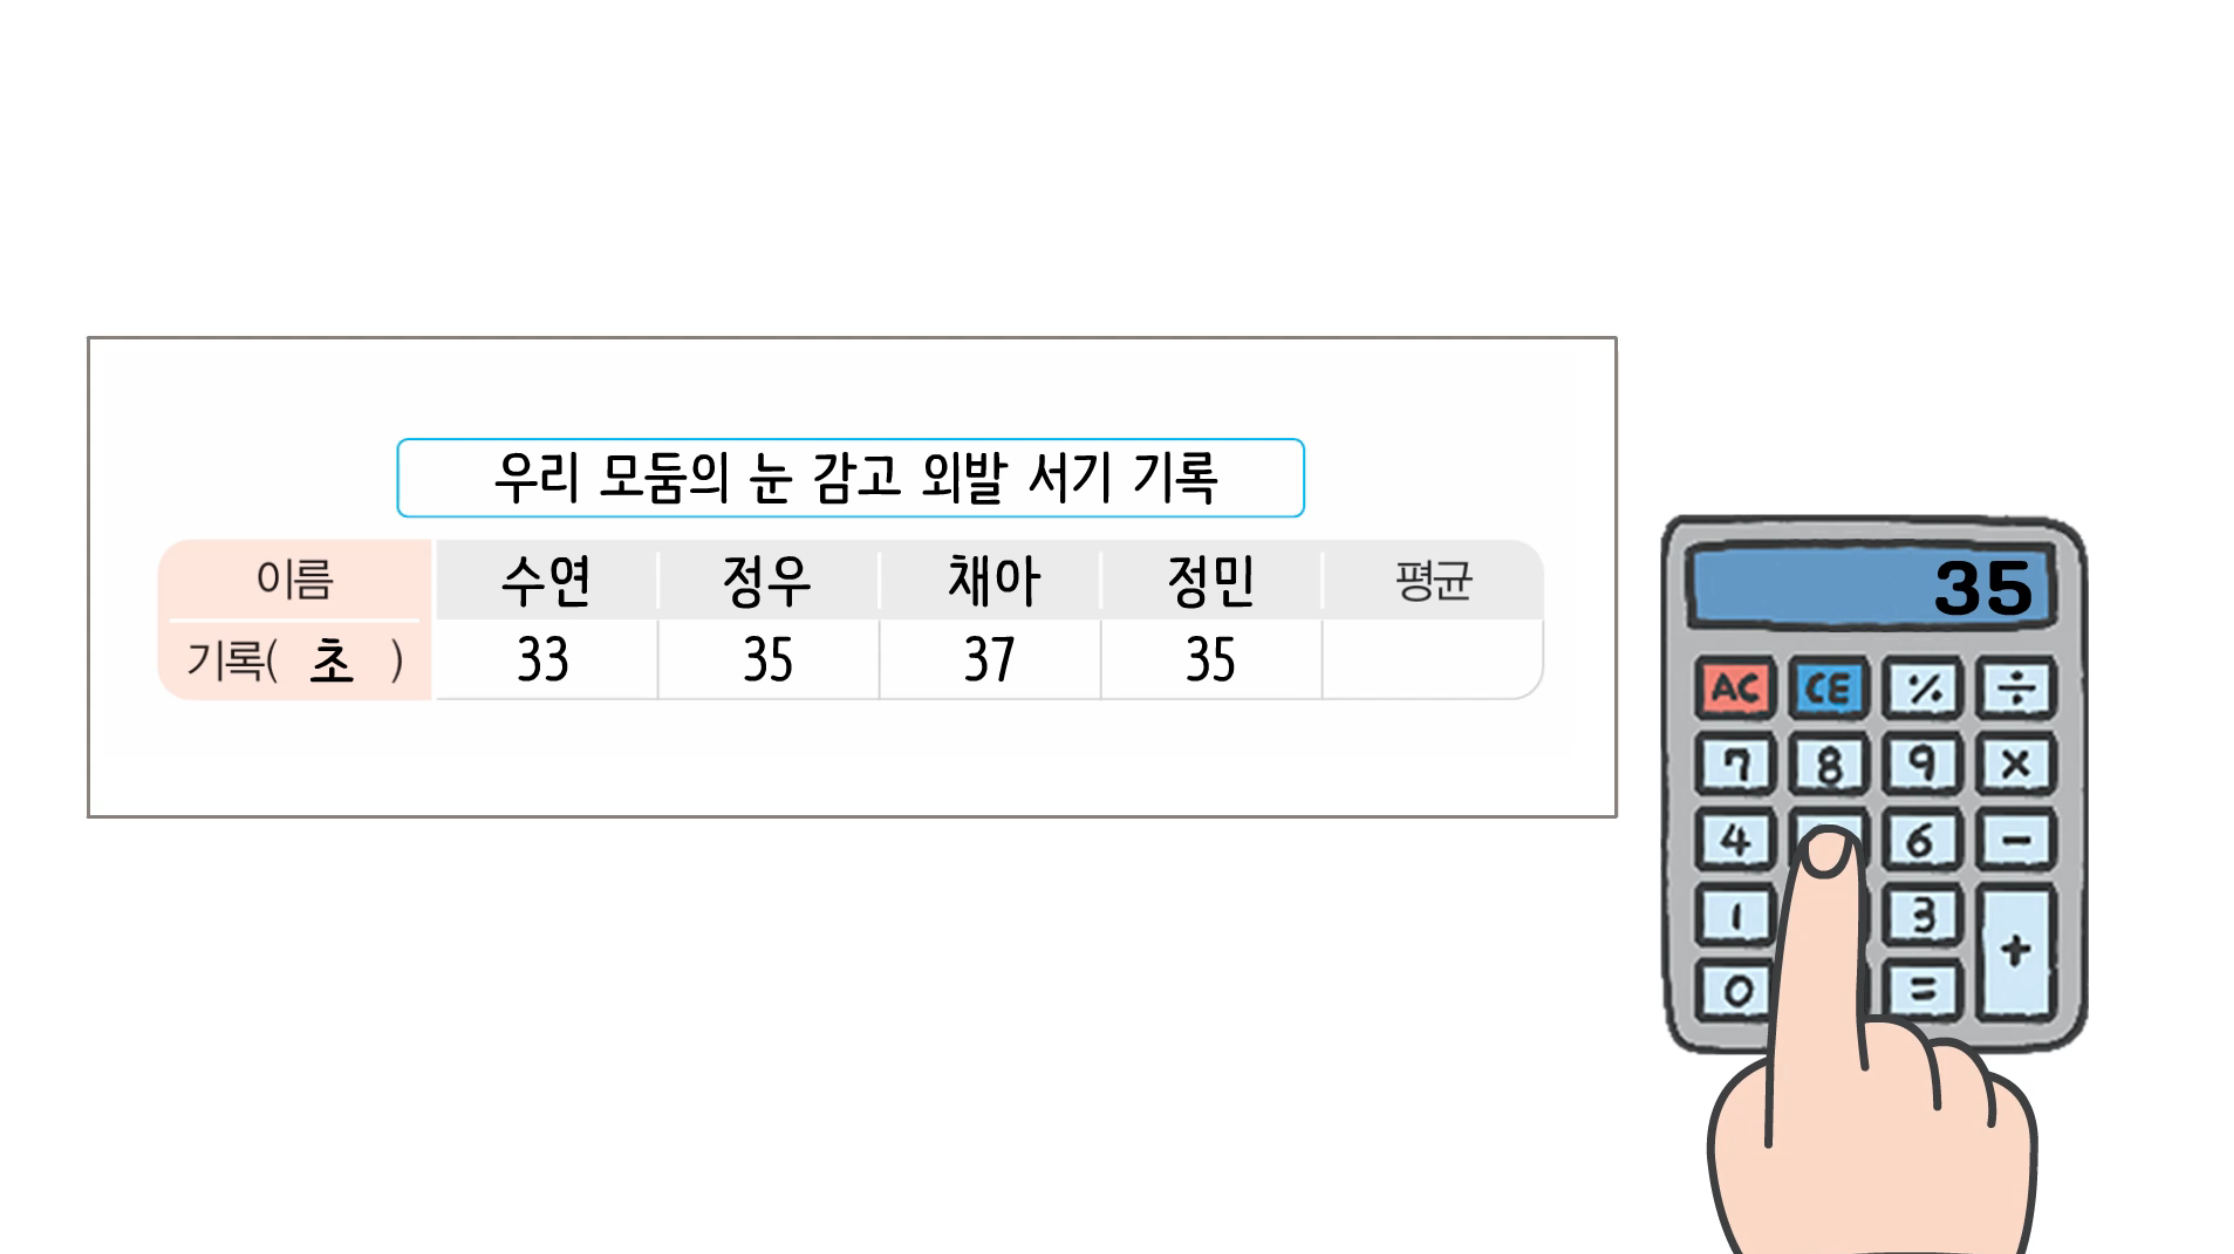 우리 모둠의 눈 감고 외발 서기 기록
이름 수연 정우 채아 정민 평균
기록( 초 ) 33 35 37 35
35
AC CE % ÷
7 8 9 ×
4 6 −
1 3 +
0 =